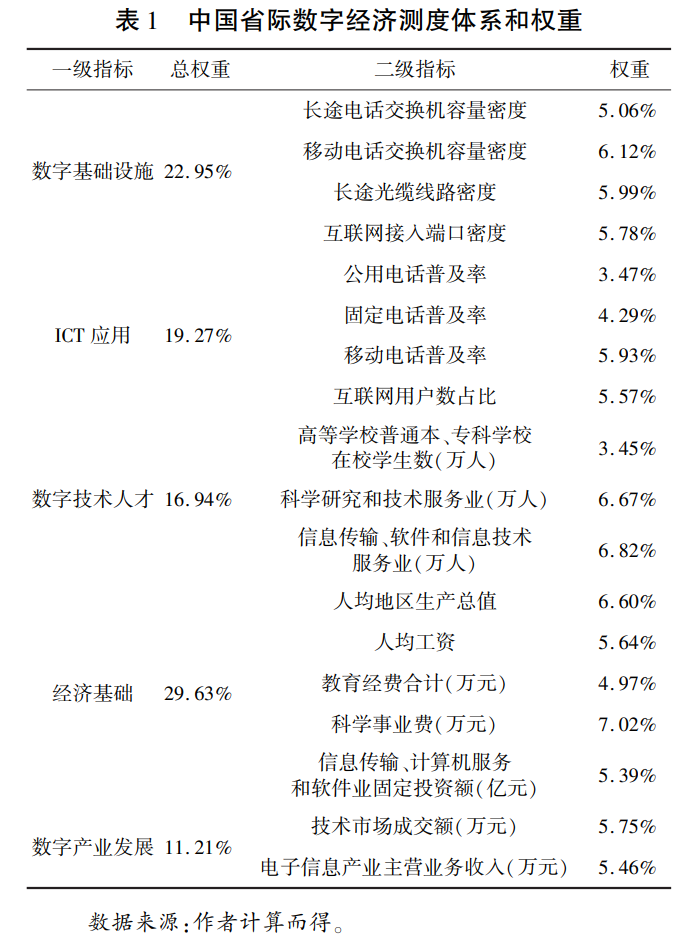 表 1 中国省际数字经济测度体系和权重
一级指标 总权重 二级指标 权重
长途电话交换机容量密度 5.06%
移动电话交换机容量密度 6.12%
数字基础设施 22.95%
长途光缆线路密度 5.99%
互联网接入端口密度 5.78%
公用电话普及率 3.47%
固定电话普及率 4.29%
ICT 应用 19.27%
移动电话普及率 5.93%
互联网用户数占比 5.57%
高等学校普通本、专科学校
在校学生数(万人) 3.45%
数字技术人才 16.94% 科学研究和技术服务业(万人) 6.67%
信息传输、软件和信息技术
服务业(万人) 6.82%
人均地区生产总值 6.60%
人均工资 5.64%
经济基础 29.63% 教育经费合计(万元) 4.97%
科学事业费(万元) 7.02%
信息传输、计算机服务
和软件业固定投资额(亿元) 5.39%
技术市场成交额(万元) 5.75%
数字产业发展 11.21%
电子信息产业主营业务收入(万元) 5.46%
数据来源:作者计算而得。